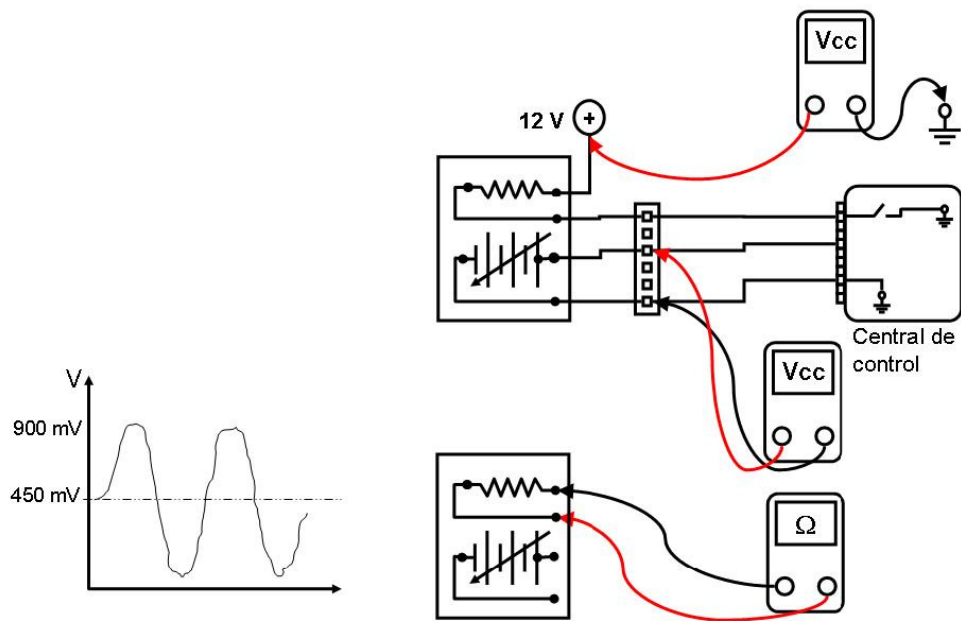 Vcc
12 V
+
Central de
control
Vcc
V
900 mV
450 mV
Ω